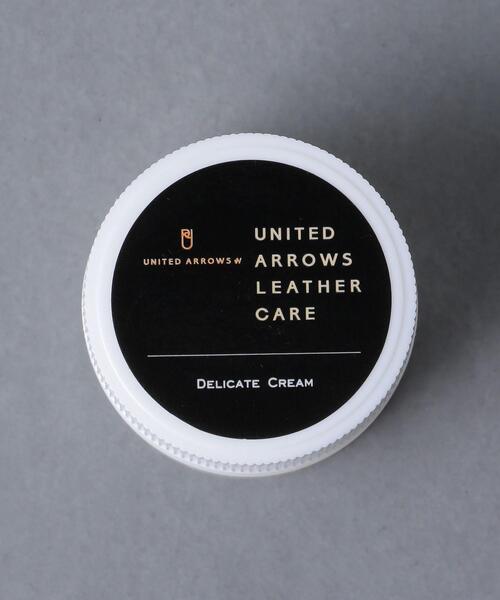 UNITED ARROWS
UNITED
ARROWS
LEATHER
CARE
DELICATE CREAM